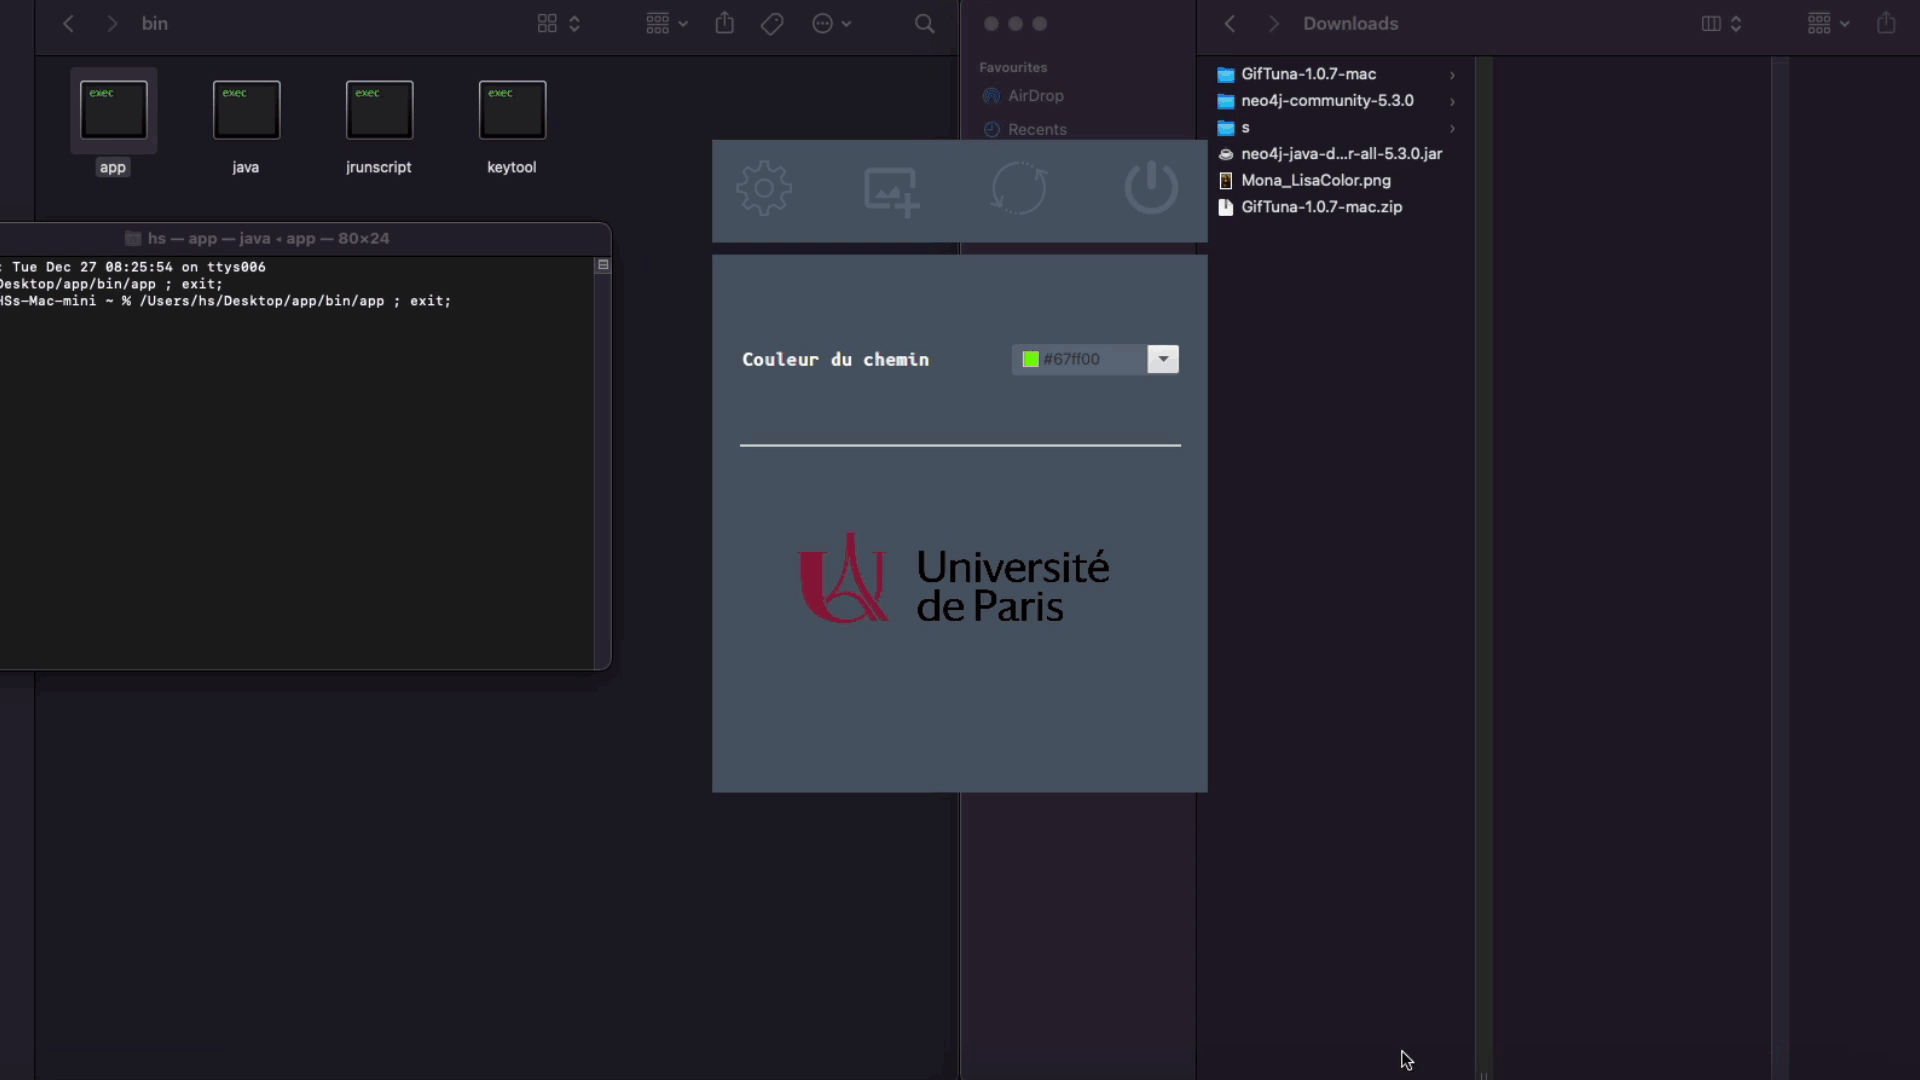 bin
exec
exec
exec
exec
app
java
jrunscript
keytool
hs — app — java ◂ app — 80×24
: Tue Dec 27 08:25:54 on ttys006
Desktop/app/bin/app ; exit;
HSs-Mac-mini ~ % /Users/hs/Desktop/app/bin/app ; exit;
Couleur du chemin
#67ff00
Université
de Paris
Favourites
AirDrop
Recents
Downloads
GifTuna-1.0.7-mac
neo4j-community-5.3.0
s
neo4j-java-d...r-all-5.3.0.jar
Mona_LisaColor.png
GifTuna-1.0.7-mac.zip